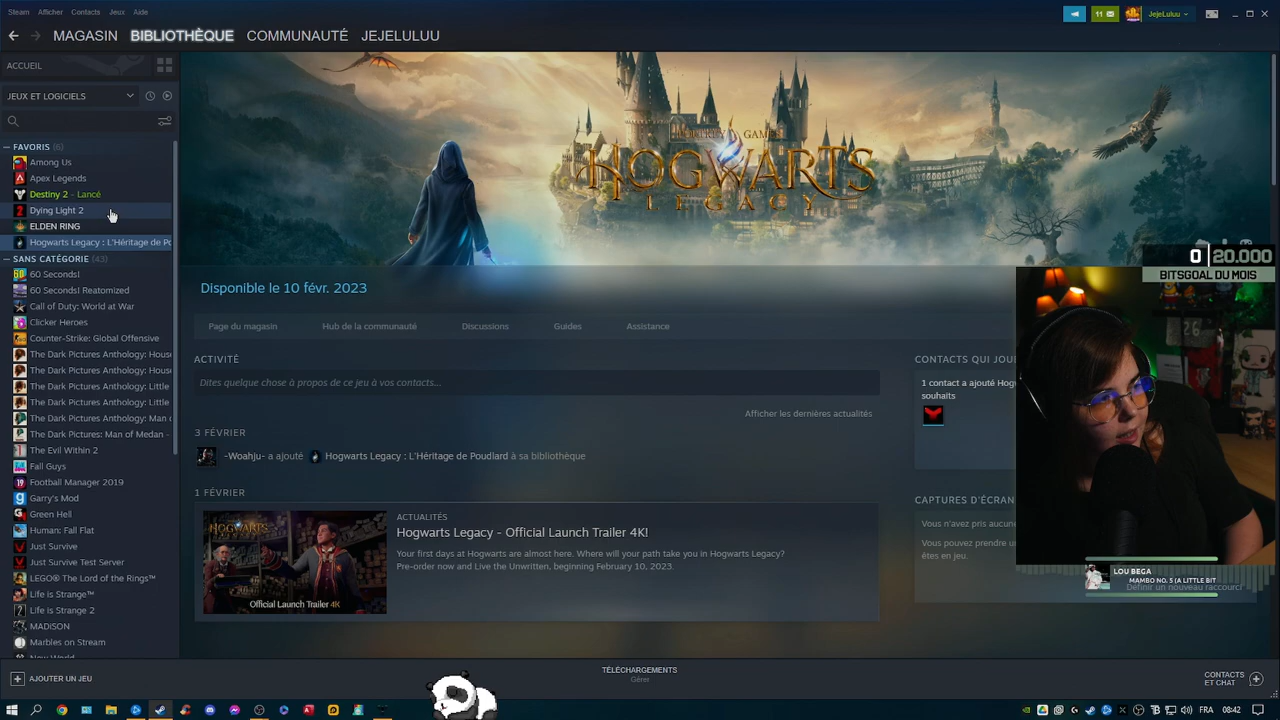 Steam Afficher Contacts Jeux Aide
11 JejeLuluu
MAGASIN BIBLIOTHÈQUE COMMUNAUTÉ JEJELULUU
ACCUEIL
JEUX ET LOGICIELS
FAVORIS (6)
Among Us
Apex Legends
Destiny 2 - Lancé
Dying Light 2
ELDEN RING
Hogwarts Legacy : L'Héritage de Po
SANS CATÉGORIE (43)
60 Seconds!
60 Seconds! Reatomized
Call of Duty: World at War
Clicker Heroes
Counter-Strike: Global Offensive
The Dark Pictures Anthology: House
The Dark Pictures Anthology: House
The Dark Pictures Anthology: Little
The Dark Pictures Anthology: Little
The Dark Pictures Anthology: Man o
The Dark Pictures: Man of Medan -
The Evil Within 2
Fall Guys
Football Manager 2019
Garry's Mod
Green Hell
Human: Fall Flat
Just Survive
Just Survive Test Server
LEGO® The Lord of the Rings™
Life is Strange™
Life is Strange 2
MADiSON
Marbles on Stream
New World
AJOUTER UN JEU
HOGWARTS
LEGACY
Disponible le 10 févr. 2023
Page du magasin Hub de la communauté Discussions Guides Assistance
ACTIVITÉ
Dites quelque chose à propos de ce jeu à vos contacts...
Afficher les dernières actualités
3 FÉVRIER
-Woahju- a ajouté Hogwarts Legacy : L'Héritage de Poudlard à sa bibliothèque
1 FÉVRIER
HOGWARTS
LEGACY
Official Launch Trailer 4K
ACTUALITÉS
Hogwarts Legacy - Official Launch Trailer 4K!
Your first days at Hogwarts are almost here. Where will your path take you in Hogwarts Legacy?
Pre-order now and Live the Unwritten, beginning February 10, 2023.
CONTACTS QUI JOUE
1 contact a ajouté Hogw
souhaits
CAPTURES D'ÉCRAN
Vous n'avez pris aucune
Vous pouvez prendre u
êtes en jeu.
Définir un nouveau raccourci
0 20.000
BITSGOAL DU MOIS
26
LOU BEGA
MAMBO NO. 5 (A LITTLE BIT
TÉLÉCHARGEMENTS
Gérer
CONTACTS
ET CHAT
FRA 08:42